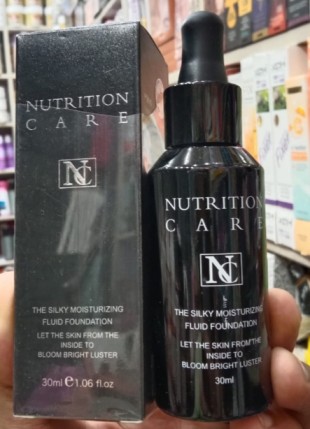 NUTRITION
CARE
NC
THE SILKY MOISTURIZING
FLUID FOUNDATION
LET THE SKIN FROM THE
INSIDE TO
BLOOM BRIGHT LUSTER
30ml e 1.06 fl.oz
NUTRITION
CARE
NC
THE SILKY MOISTURIZING
FLUID FOUNDATION
LET THE SKIN FROM THE
INSIDE TO
BLOOM BRIGHT LUSTER
30ml